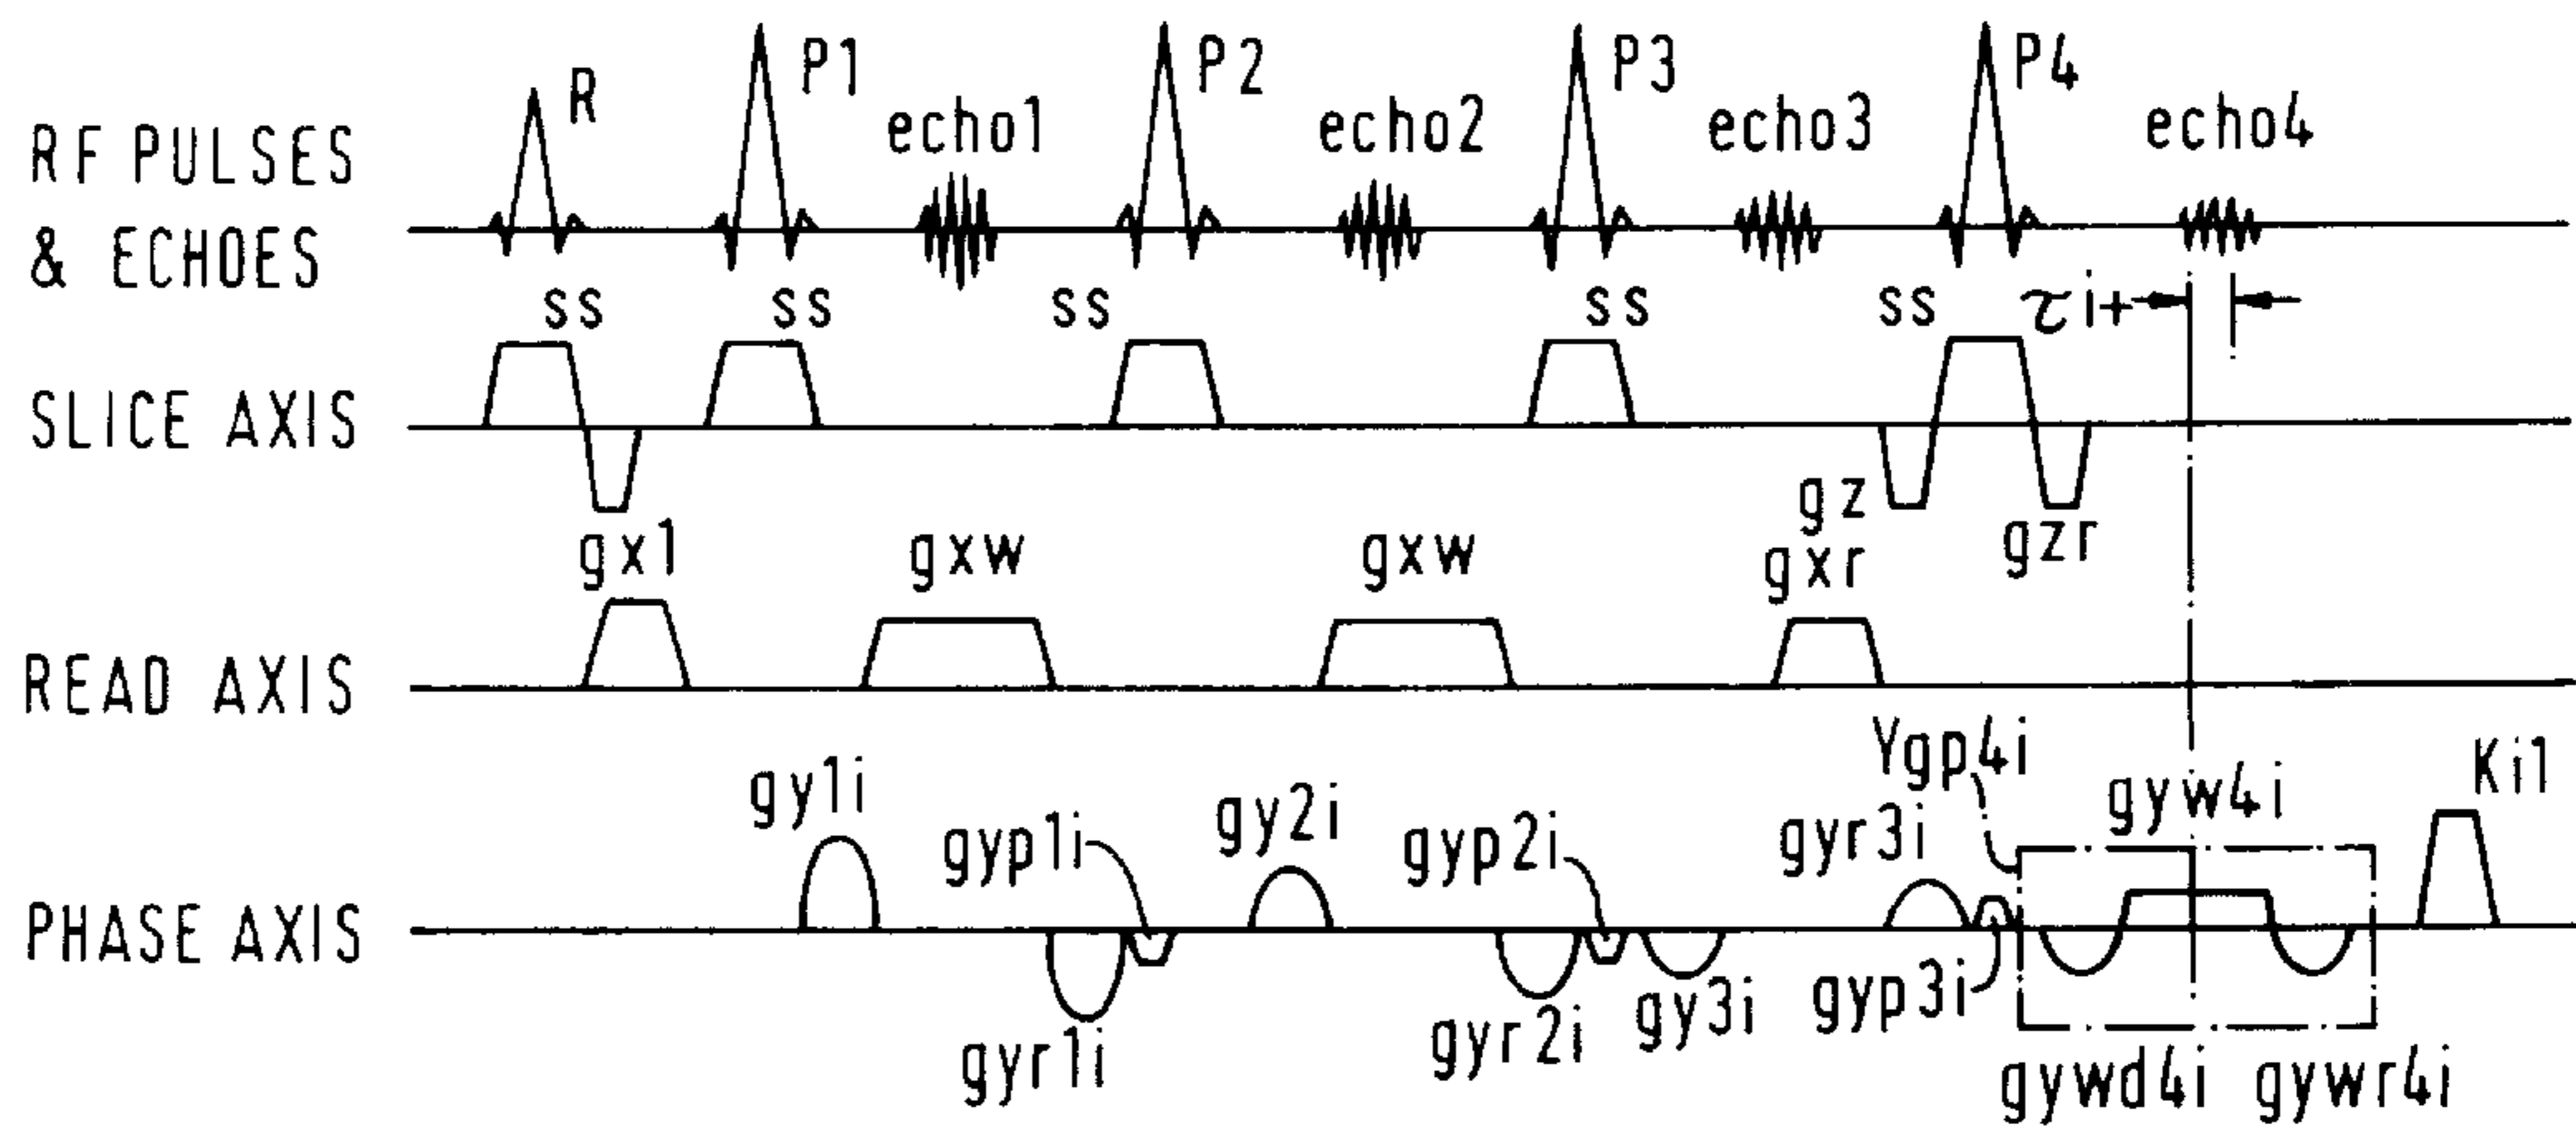 R
P1
P2
P3
P4
echo1
echo2
echo3
echo4
RF PULSES
& ECHOES
ss
ss
ss
ss
ss
τi+
SLICE AXIS
gz
gzr
gx1
gxw
gxw
gxr
READ AXIS
gy1i
gyp1i
gy2i
gyp2i
gyr3i
Ygp4i
gyw4i
Ki1
PHASE AXIS
gyr1i
gyr2i
gy3i
gyp3i
gywd4i
gywr4i